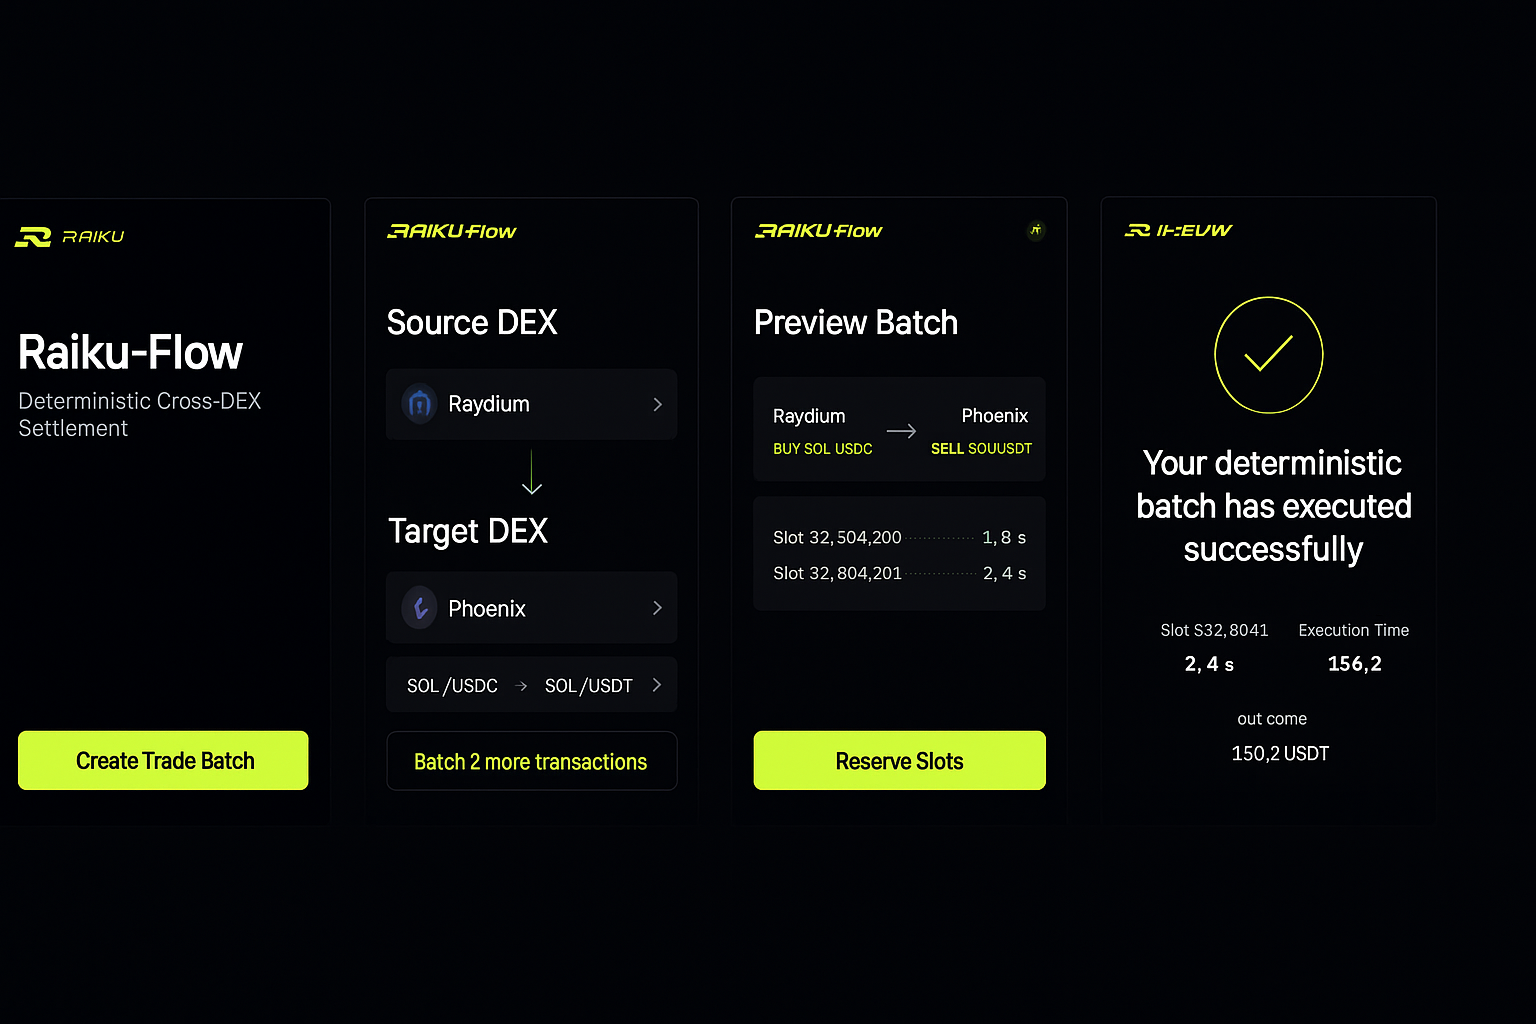 RAIKU
Raiku-Flow
Deterministic Cross-DEX
Settlement
Create Trade Batch
RAIKU Flow
Source DEX
Raydium
Target DEX
Phoenix
SOL/USDC → SOL/USDT
Batch 2 more transactions
RAIKU Flow
Preview Batch
Raydium → Phoenix
BUY SOL USDC SELL SOUUSDT
Slot 32,504,200 1,8 s
Slot 32,804,201 2,4 s
Reserve Slots
Your deterministic
batch has executed
successfully
Slot S32,8041 Execution Time
2,4 s 156,2
out come
150,2 USDT